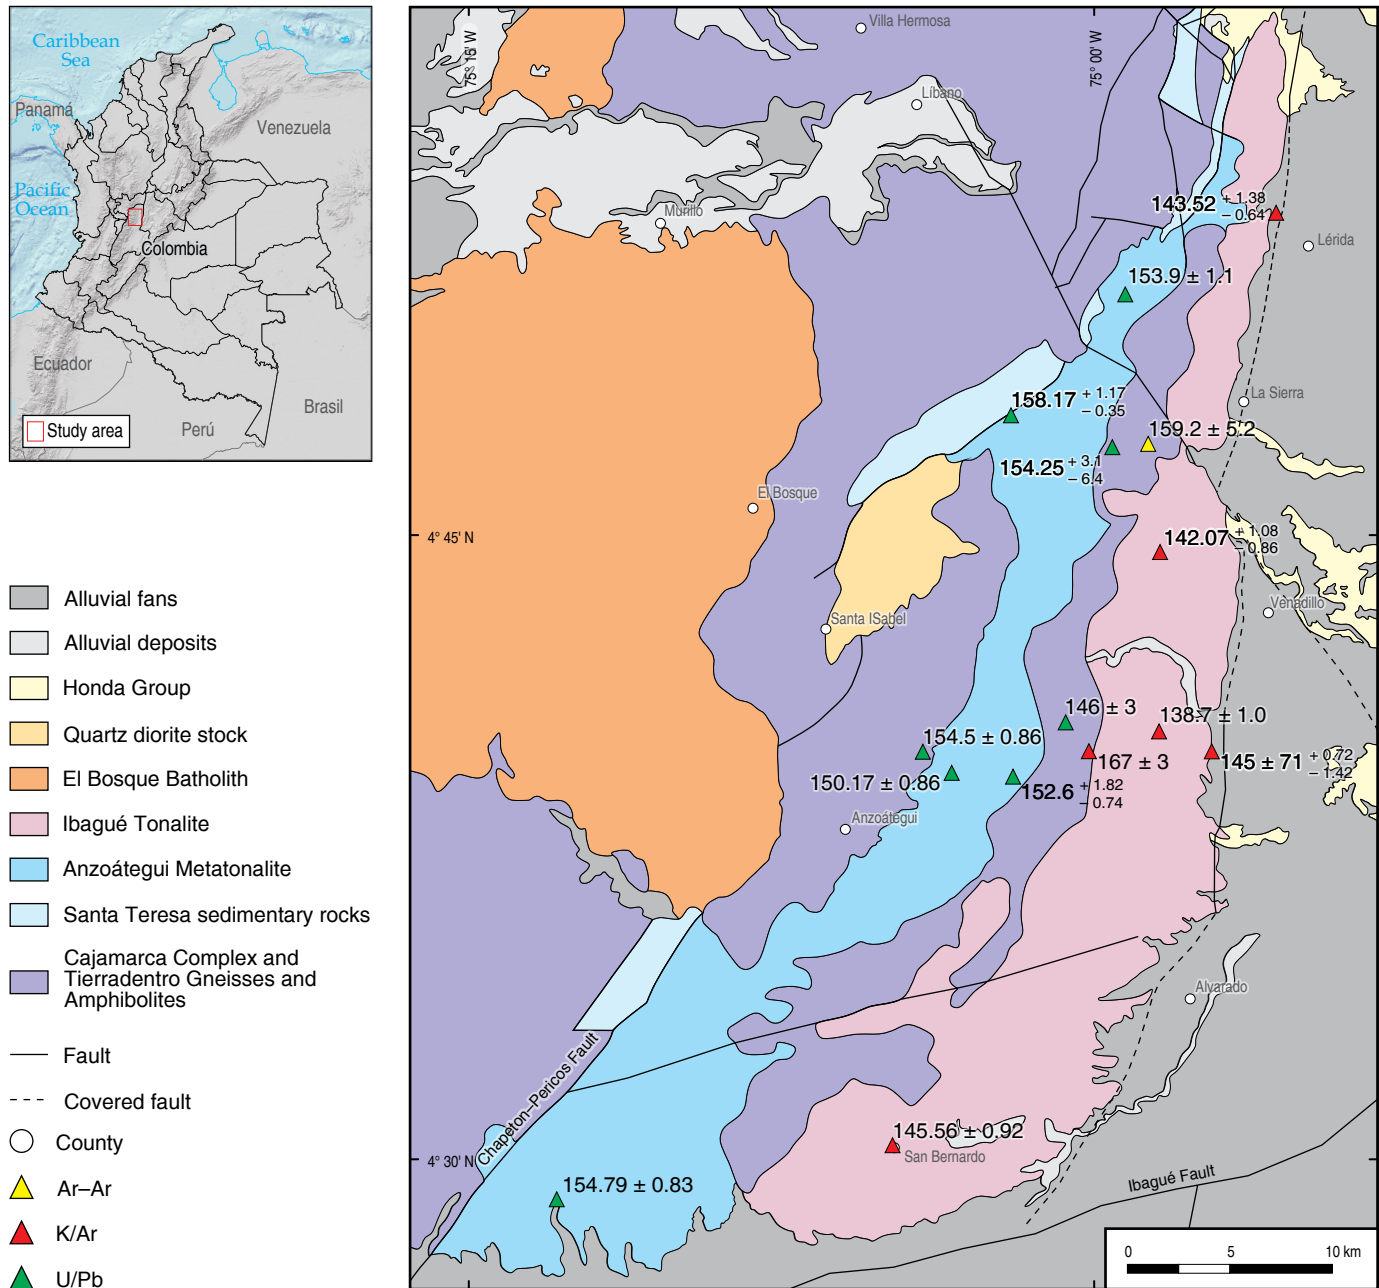 Caribbean
Sea
Panamá
Venezuela
Pacific
Ocean
Colombia
Ecuador
Brasil
Perú
Study area
Alluvial fans
Alluvial deposits
Honda Group
Quartz diorite stock
El Bosque Batholith
Ibagué Tonalite
Anzoátegui Metatonalite
Santa Teresa sedimentary rocks
Cajamarca Complex and
Tierradentro Gneisses and
Amphibolites
Fault
Covered fault
County
Ar–Ar
K/Ar
U/Pb
75° 15' W
75° 00' W
Villa Hermosa
Líbano
Murillo
143.52 + 1.38
– 0.64
Lérida
153.9 ± 1.1
La Sierra
158.17 + 1.17
– 0.35
159.2 ± 5.2
154.25 + 3.1
– 6.4
El Bosque
4° 45' N
142.07 + 1.08
– 0.86
Venadillo
Santa ISabel
146 ± 3
138.7 ± 1.0
154.5 ± 0.86
167 ± 3
145 ± 71 + 0.72
– 1.42
150.17 ± 0.86
152.6 + 1.82
– 0.74
Anzoátegui
Alvarado
Chapeton–Pericos Fault
145.56 ± 0.92
San Bernardo
4° 30' N
154.79 ± 0.83
Ibagué Fault
0 5 10 km